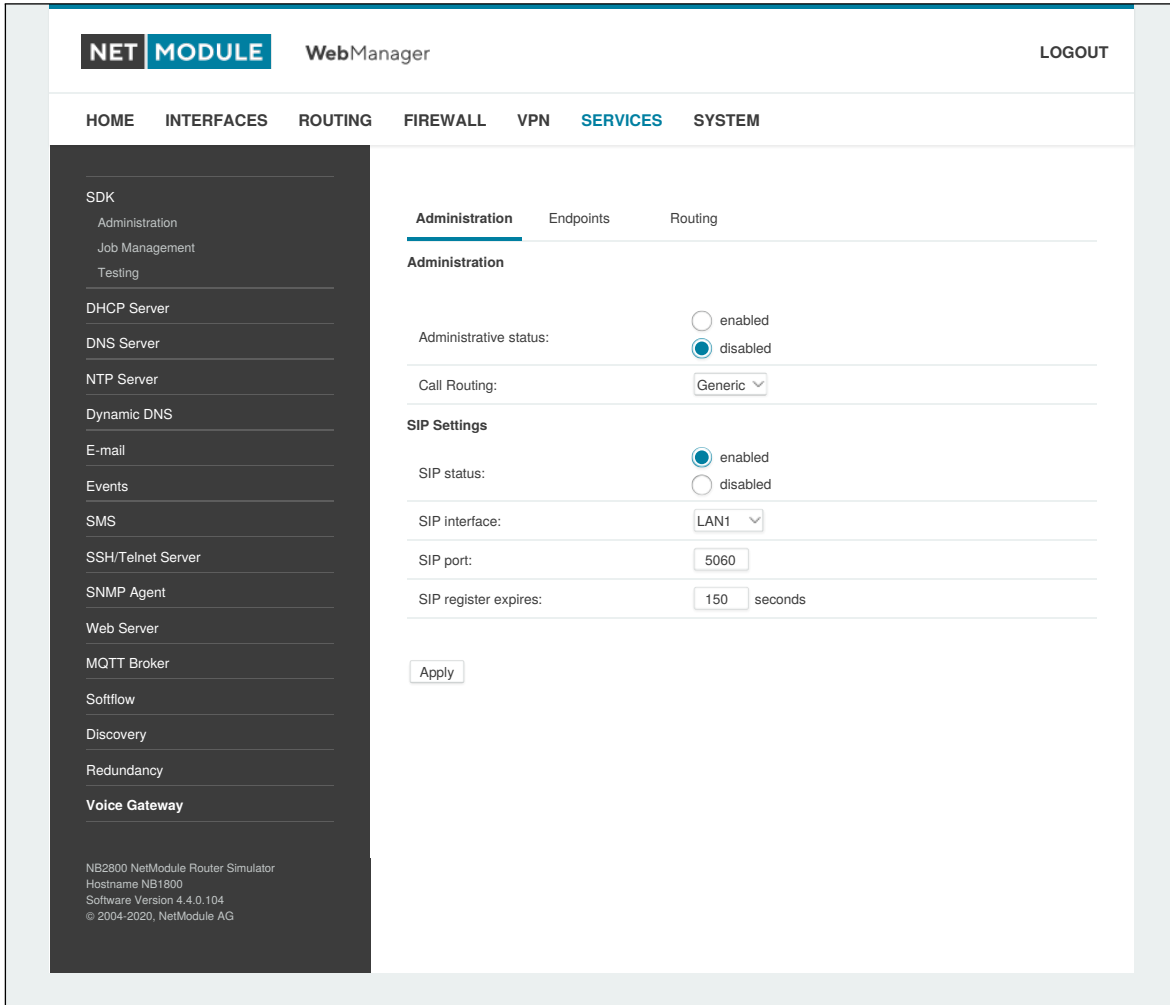 NET MODULE WebManager LOGOUT
HOME INTERFACES ROUTING FIREWALL VPN SERVICES SYSTEM
SDK
Administration
Job Management
Testing
DHCP Server
DNS Server
NTP Server
Dynamic DNS
E-mail
Events
SMS
SSH/Telnet Server
SNMP Agent
Web Server
MQTT Broker
Softflow
Discovery
Redundancy
Voice Gateway
NB2800 NetModule Router Simulator
Hostname NB1800
Software Version 4.4.0.104
© 2004-2020, NetModule AG
Administration Endpoints Routing
Administration
Administrative status:
enabled
disabled
Call Routing: Generic
SIP Settings
SIP status:
enabled
disabled
SIP interface: LAN1
SIP port: 5060
SIP register expires: 150 seconds
Apply